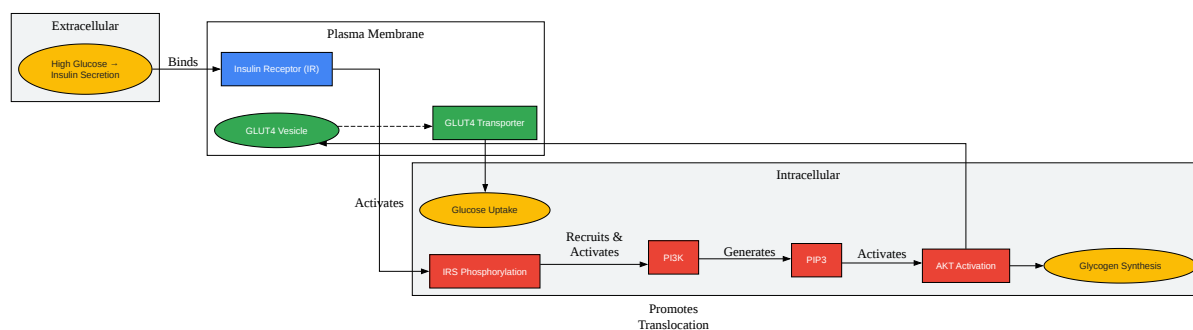 Extracellular
High Glucose →
Insulin Secretion
Binds
Plasma Membrane
Insulin Receptor (IR)
GLUT4 Vesicle
GLUT4 Transporter
Activates
Intracellular
Glucose Uptake
IRS Phosphorylation
Recruits &
Activates
PI3K
Generates
PIP3
Activates
AKT Activation
Glycogen Synthesis
Promotes
Translocation